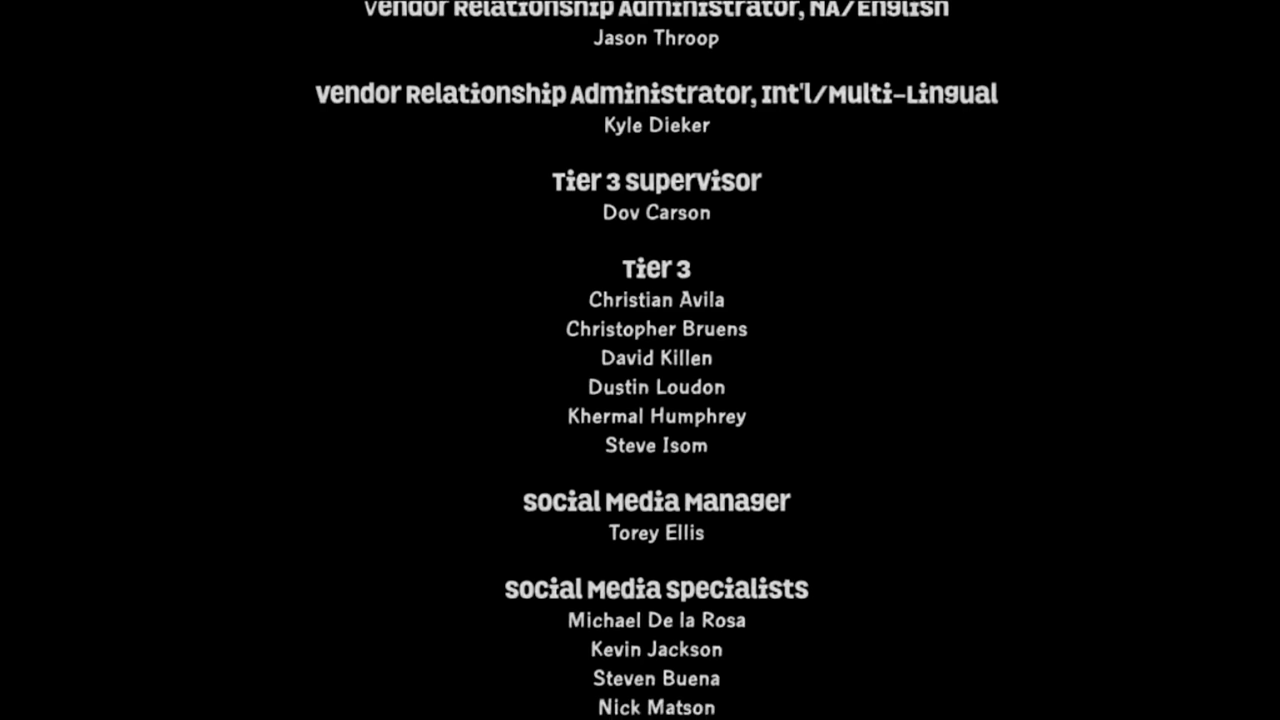 Vendor Relationship Administrator, NA/English
Jason Throop
Vendor Relationship Administrator, Int'l/Multi-Lingual
Kyle Dieker
Tier 3 Supervisor
Dov Carson
Tier 3
Christian Avila
Christopher Bruens
David Killen
Dustin Loudon
Khermal Humphrey
Steve Isom
Social Media Manager
Torey Ellis
Social Media Specialists
Michael De la Rosa
Kevin Jackson
Steven Buena
Nick Matson